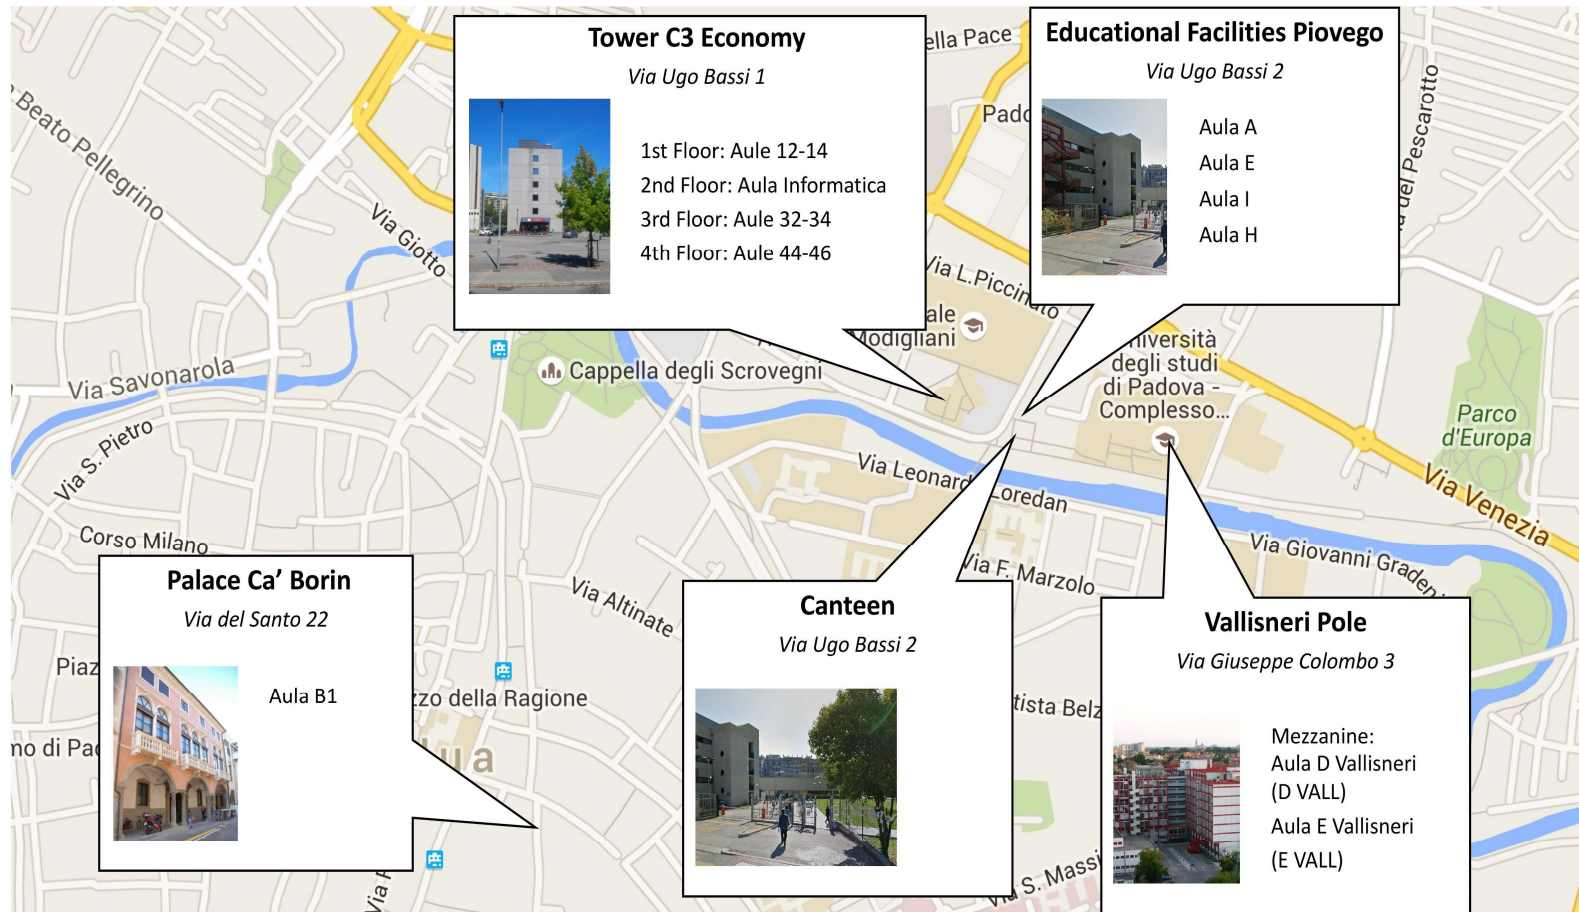 Tower C3 Economy
Via Ugo Bassi 1
1st Floor: Aule 12-14
2nd Floor: Aula Informatica
3rd Floor: Aule 32-34
4th Floor: Aule 44-46
Educational Facilities Piovego
Via Ugo Bassi 2
Aula A
Aula E
Aula I
Aula H
ella Pace
Beato Pellegrino
Via Giotto
Via L.Piccinato
Modigliani
degli studi
di Padova -
Complesso...
Cappella degli Scrovegni
Via Savonarola
Via S. Pietro
Corso Milano
Parco
d'Europa
Via Venezia
Via Leonardo Loredan
Via Giovanni Gradeni
Via F. Marzolo
Via Altinate
Palace Ca’ Borin
Via del Santo 22
Aula B1
della Ragione
Canteen
Via Ugo Bassi 2
Vallisneri Pole
Via Giuseppe Colombo 3
Mezzanine:
Aula D Vallisneri
(D VALL)
Aula E Vallisneri
(E VALL)